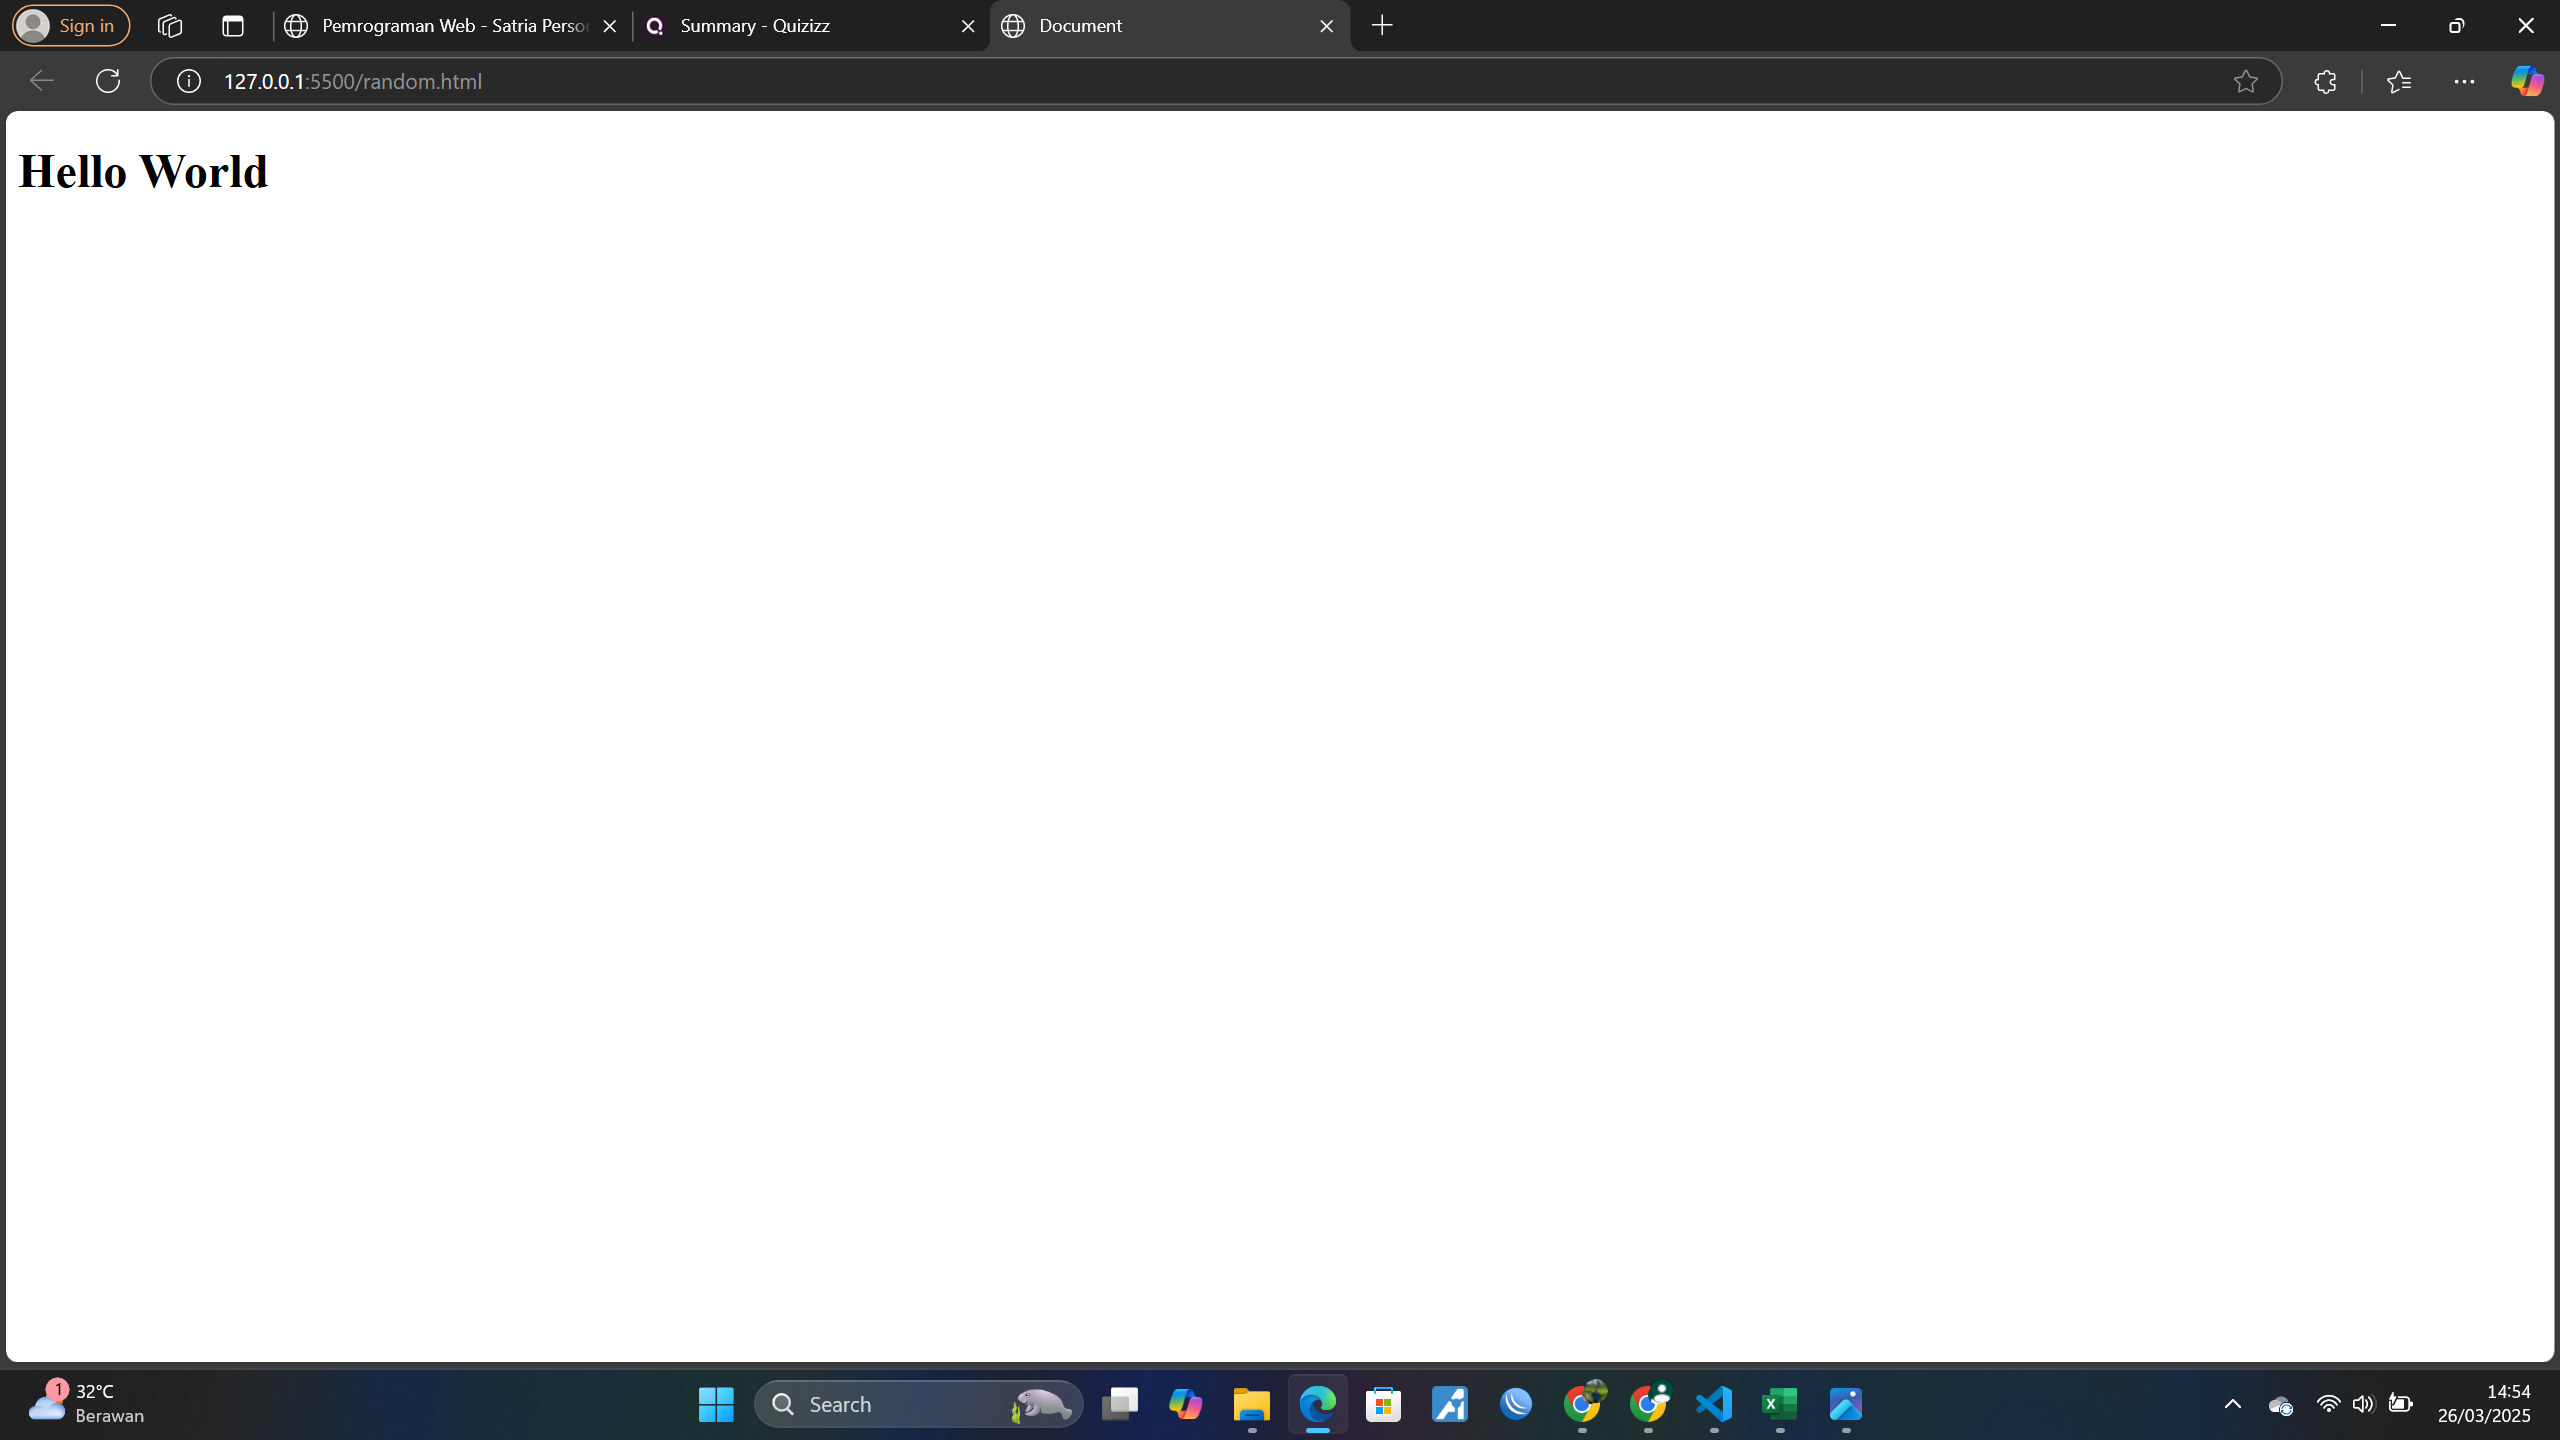 Sign in
Pemrograman Web - Satria Perso
Summary - Quizizz
Document
127.0.0.1:5500/random.html
Hello World
1
32°C
Berawan
Search
14:54
26/03/2025